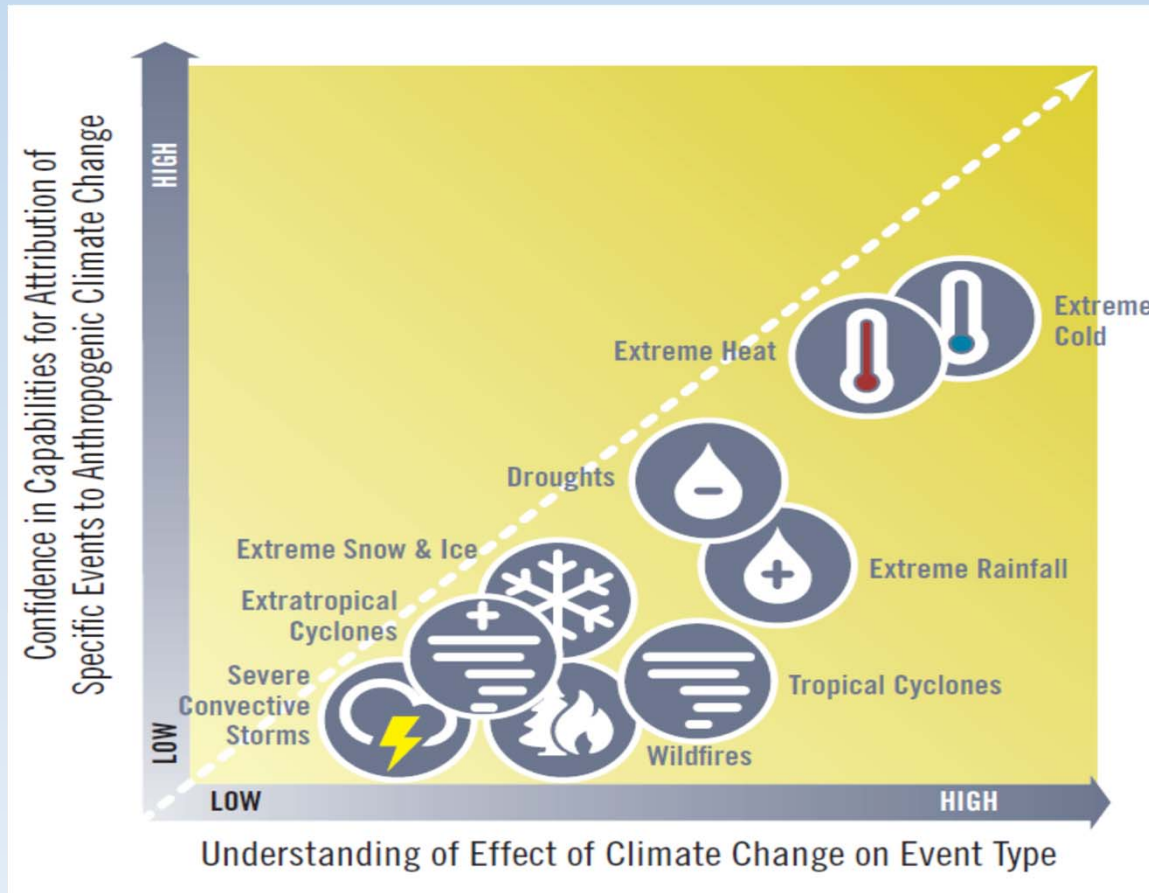 Confidence in Capabilities for Attribution of
Specific Events to Anthropogenic Climate Change
HIGH
LOW
Extreme
Cold
Extreme Heat
Droughts
Extreme Rainfall
Extreme Snow & Ice
Extratropical
Cyclones
Severe
Convective
Storms
Tropical Cyclones
Wildfires
LOW
HIGH
Understanding of Effect of Climate Change on Event Type